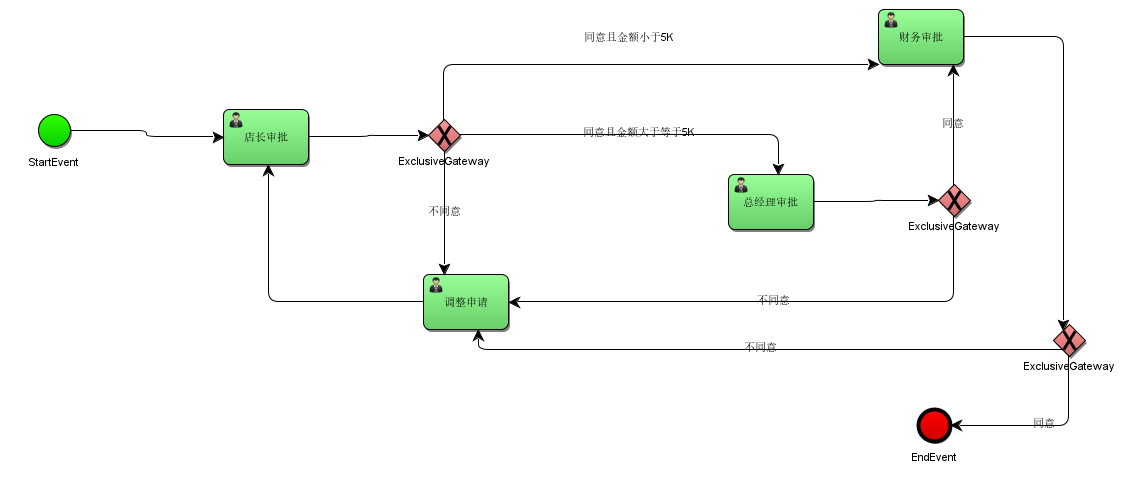 同意且金额小于5K
财务审批
店长审批
StartEvent
同意且金额大于等于5K
ExclusiveGateway
同意
总经理审批
不同意
ExclusiveGateway
调整申请
不同意
不同意
ExclusiveGateway
同意
EndEvent